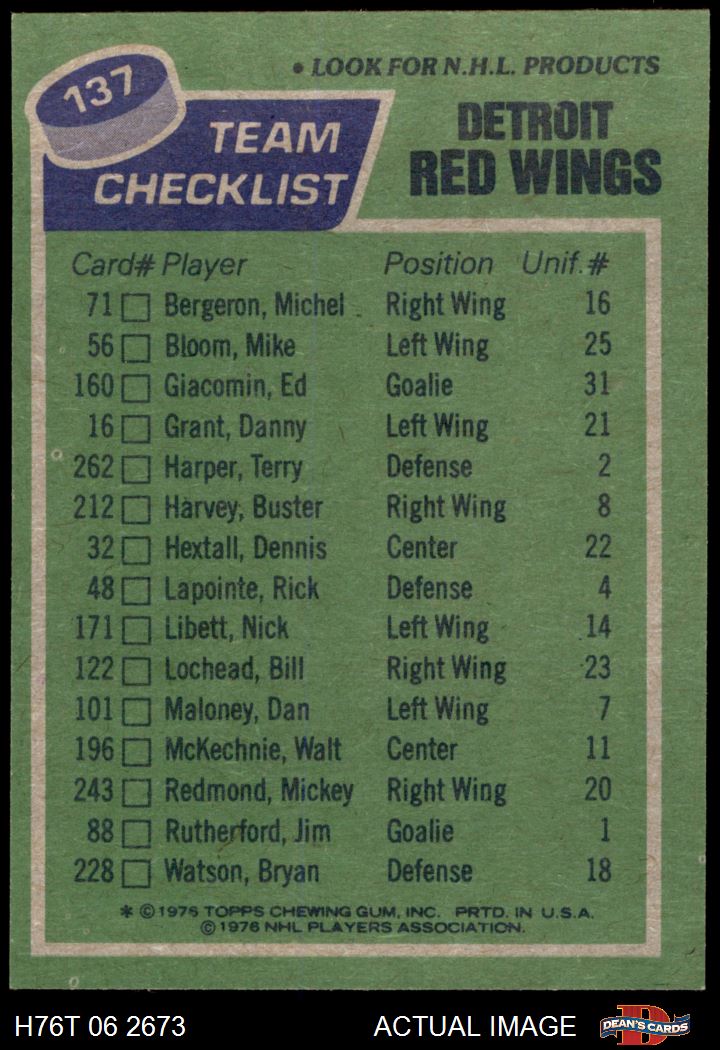 137
• LOOK FOR N.H.L. PRODUCTS
TEAM CHECKLIST
DETROIT RED WINGS
Card# Player Position Unif.#
71 Bergeron, Michel Right Wing 16
56 Bloom, Mike Left Wing 25
160 Giacomin, Ed Goalie 31
16 Grant, Danny Left Wing 21
262 Harper, Terry Defense 2
212 Harvey, Buster Right Wing 8
32 Hextall, Dennis Center 22
48 Lapointe, Rick Defense 4
171 Libett, Nick Left Wing 14
122 Lochead, Bill Right Wing 23
101 Maloney, Dan Left Wing 7
196 McKechnie, Walt Center 11
243 Redmond, Mickey Right Wing 20
88 Rutherford, Jim Goalie 1
228 Watson, Bryan Defense 18
* ©1976 TOPPS CHEWING GUM, INC. PRTD. IN U.S.A.
©1976 NHL PLAYERS ASSOCIATION.
H76T 06 2673 ACTUAL IMAGE
D
DEAN'S CARDS